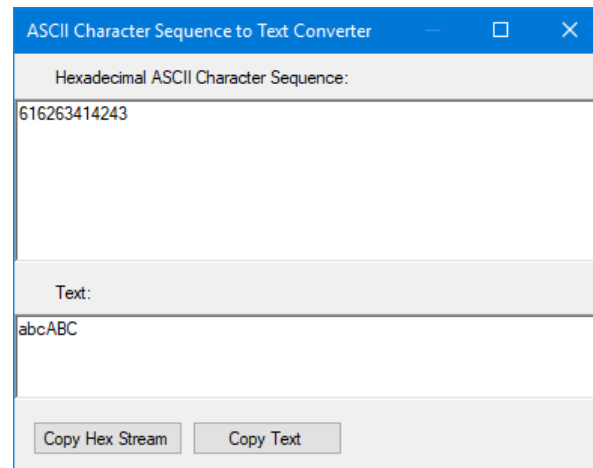 ASCII Character Sequence to Text Converter
Hexadecimal ASCII Character Sequence:
616263414243
Text:
abcABC
Copy Hex Stream Copy Text